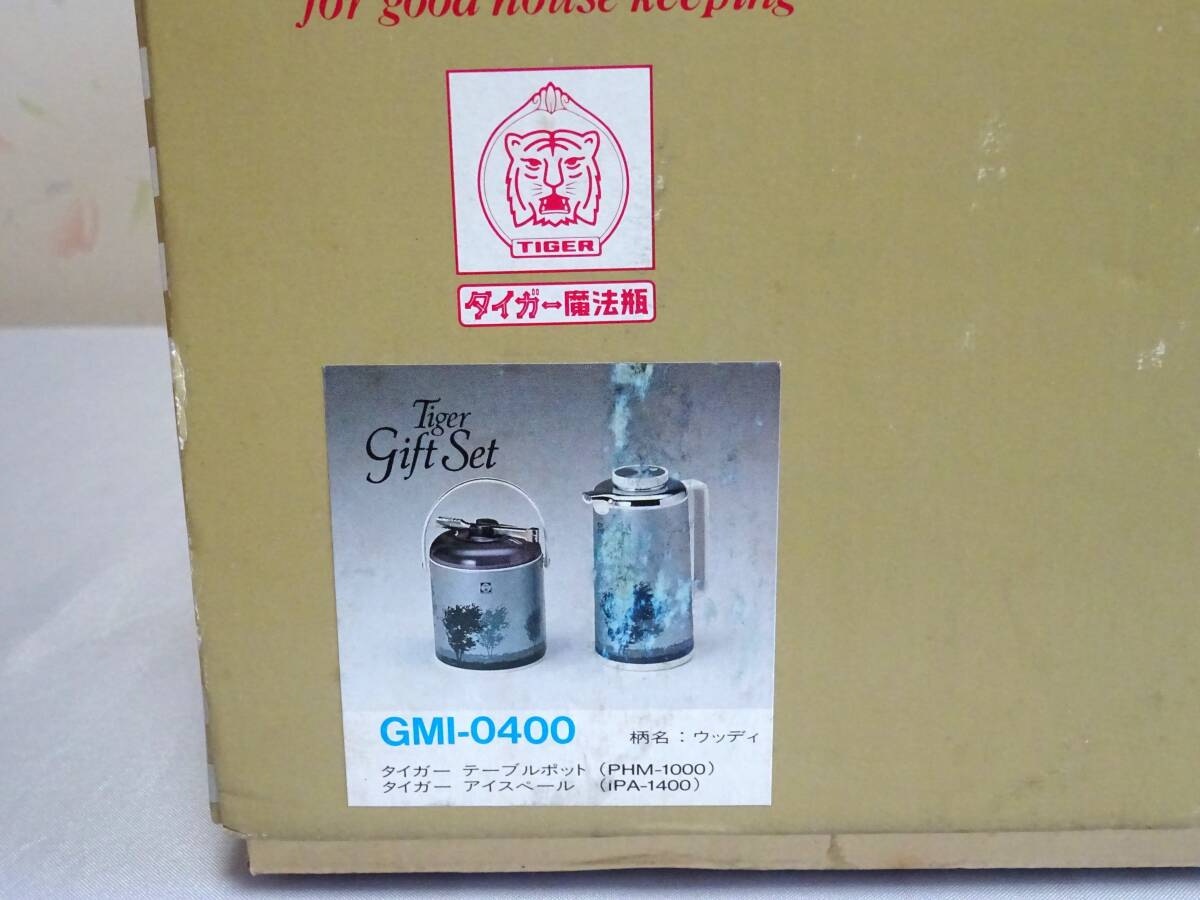 for good house keeping
TIGER
タイガー魔法瓶
Tiger
Gift Set
GMI-0400
柄名：ウッディ
タイガー テーブルポット（PHM-1000）
タイガー アイスペール （iPA-1400）